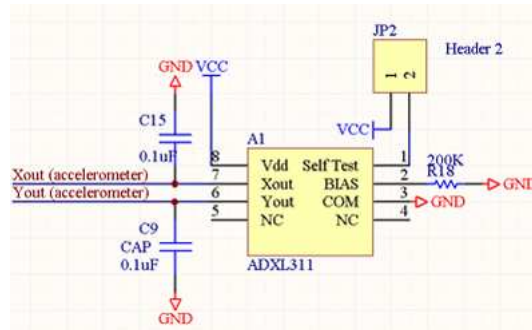 JP2
Header 2
1
2
GND
VCC
C15
0.1uF
VCC
A1
8
Vdd
Self Test
1
200K
R18
Xout (accelerometer)
7
Xout
BIAS
2
GND
Yout (accelerometer)
6
Yout
COM
3
GND
5
NC
NC
4
C9
CAP
0.1uF
ADXL311
GND